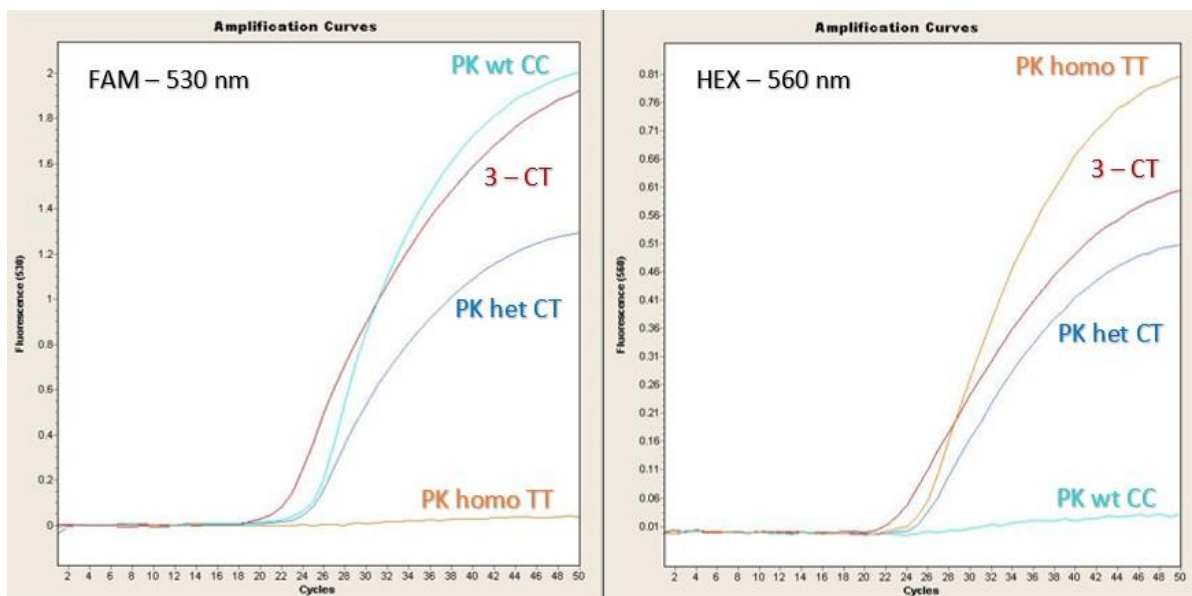 Amplification Curves
FAM – 530 nm
PK wt CC
3 – CT
PK het CT
PK homo TT
Fluorescence (530)
2
1.8
1.6
1.4
1.2
1
0.8
0.6
0.4
0.2
0
2 4 6 8 10 12 14 16 18 20 22 24 26 28 30 32 34 36 38 40 42 44 46 48 50
Cycles
Amplification Curves
HEX – 560 nm
PK homo TT
3 – CT
PK het CT
PK wt CC
Fluorescence (560)
0.81
0.76
0.71
0.66
0.61
0.56
0.51
0.46
0.41
0.36
0.31
0.26
0.21
0.16
0.11
0.06
0.01
2 4 6 8 10 12 14 16 18 20 22 24 26 28 30 32 34 36 38 40 42 44 46 48 50
Cycles